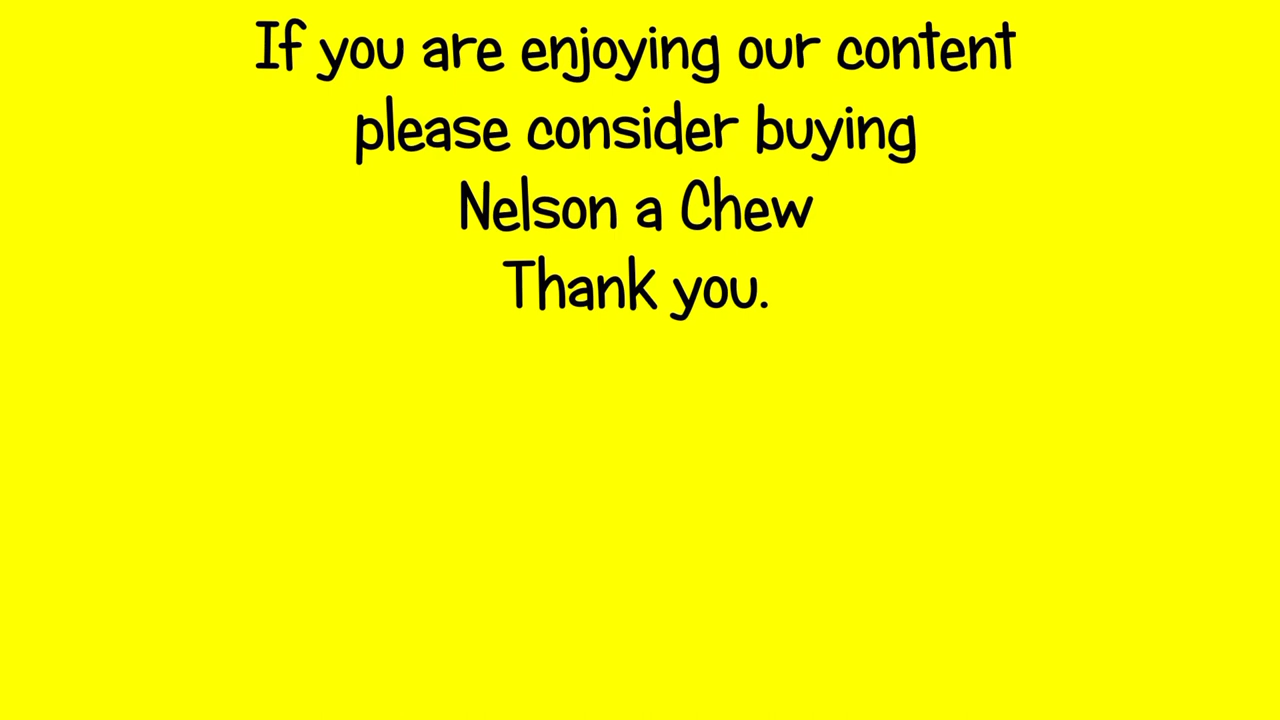 If you are enjoying our content
please consider buying
Nelson a Chew
Thank you.